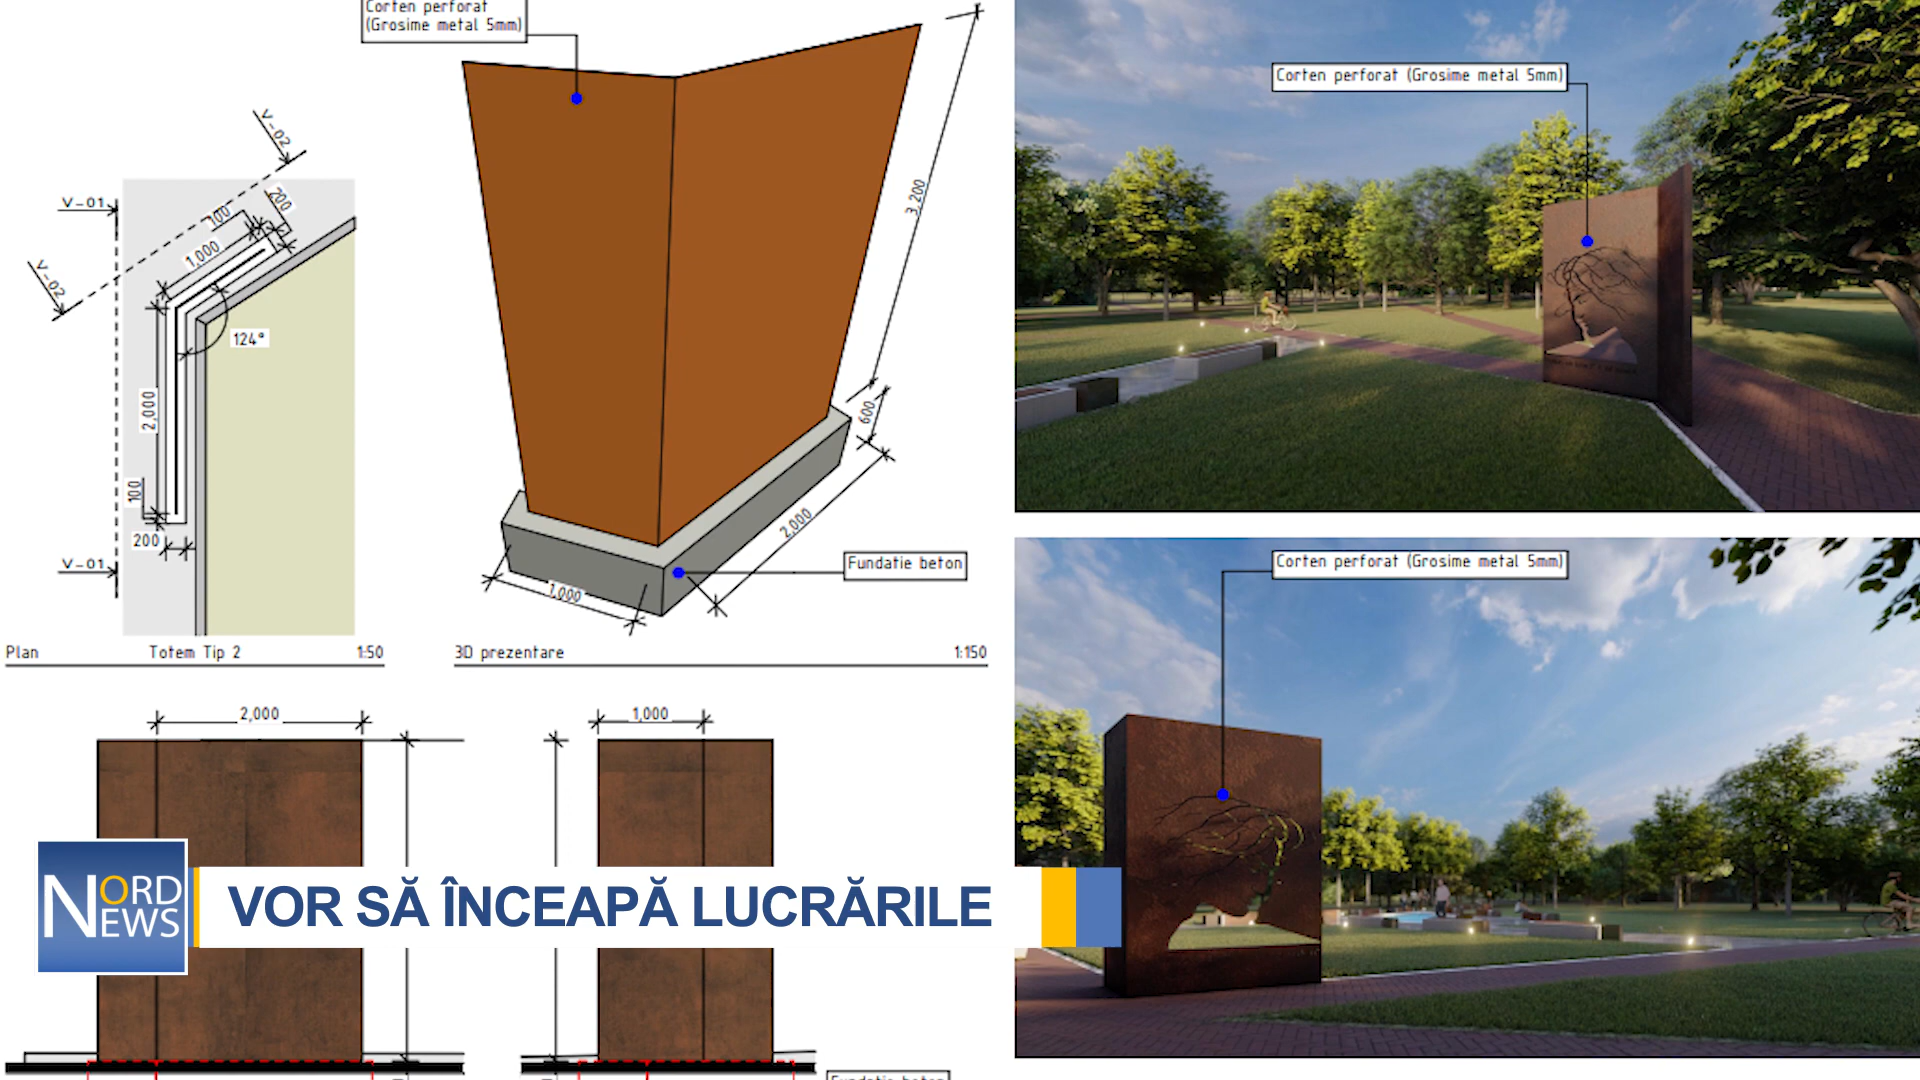 Corten perforat
(Grosime metal 5mm)
V-02
V-01
100
200
1,000
V-02
124°
2,000
100
200
V-01
3,200
600
2,000
1,000
Fundatie beton
Plan Totem Tip 2 1:50
3D prezentare 1:150
2,000
1,000
Corten perforat (Grosime metal 5mm)
Corten perforat (Grosime metal 5mm)
NORD
NEWS
VOR SĂ ÎNCEAPĂ LUCRĂRILE
Fundatie beton